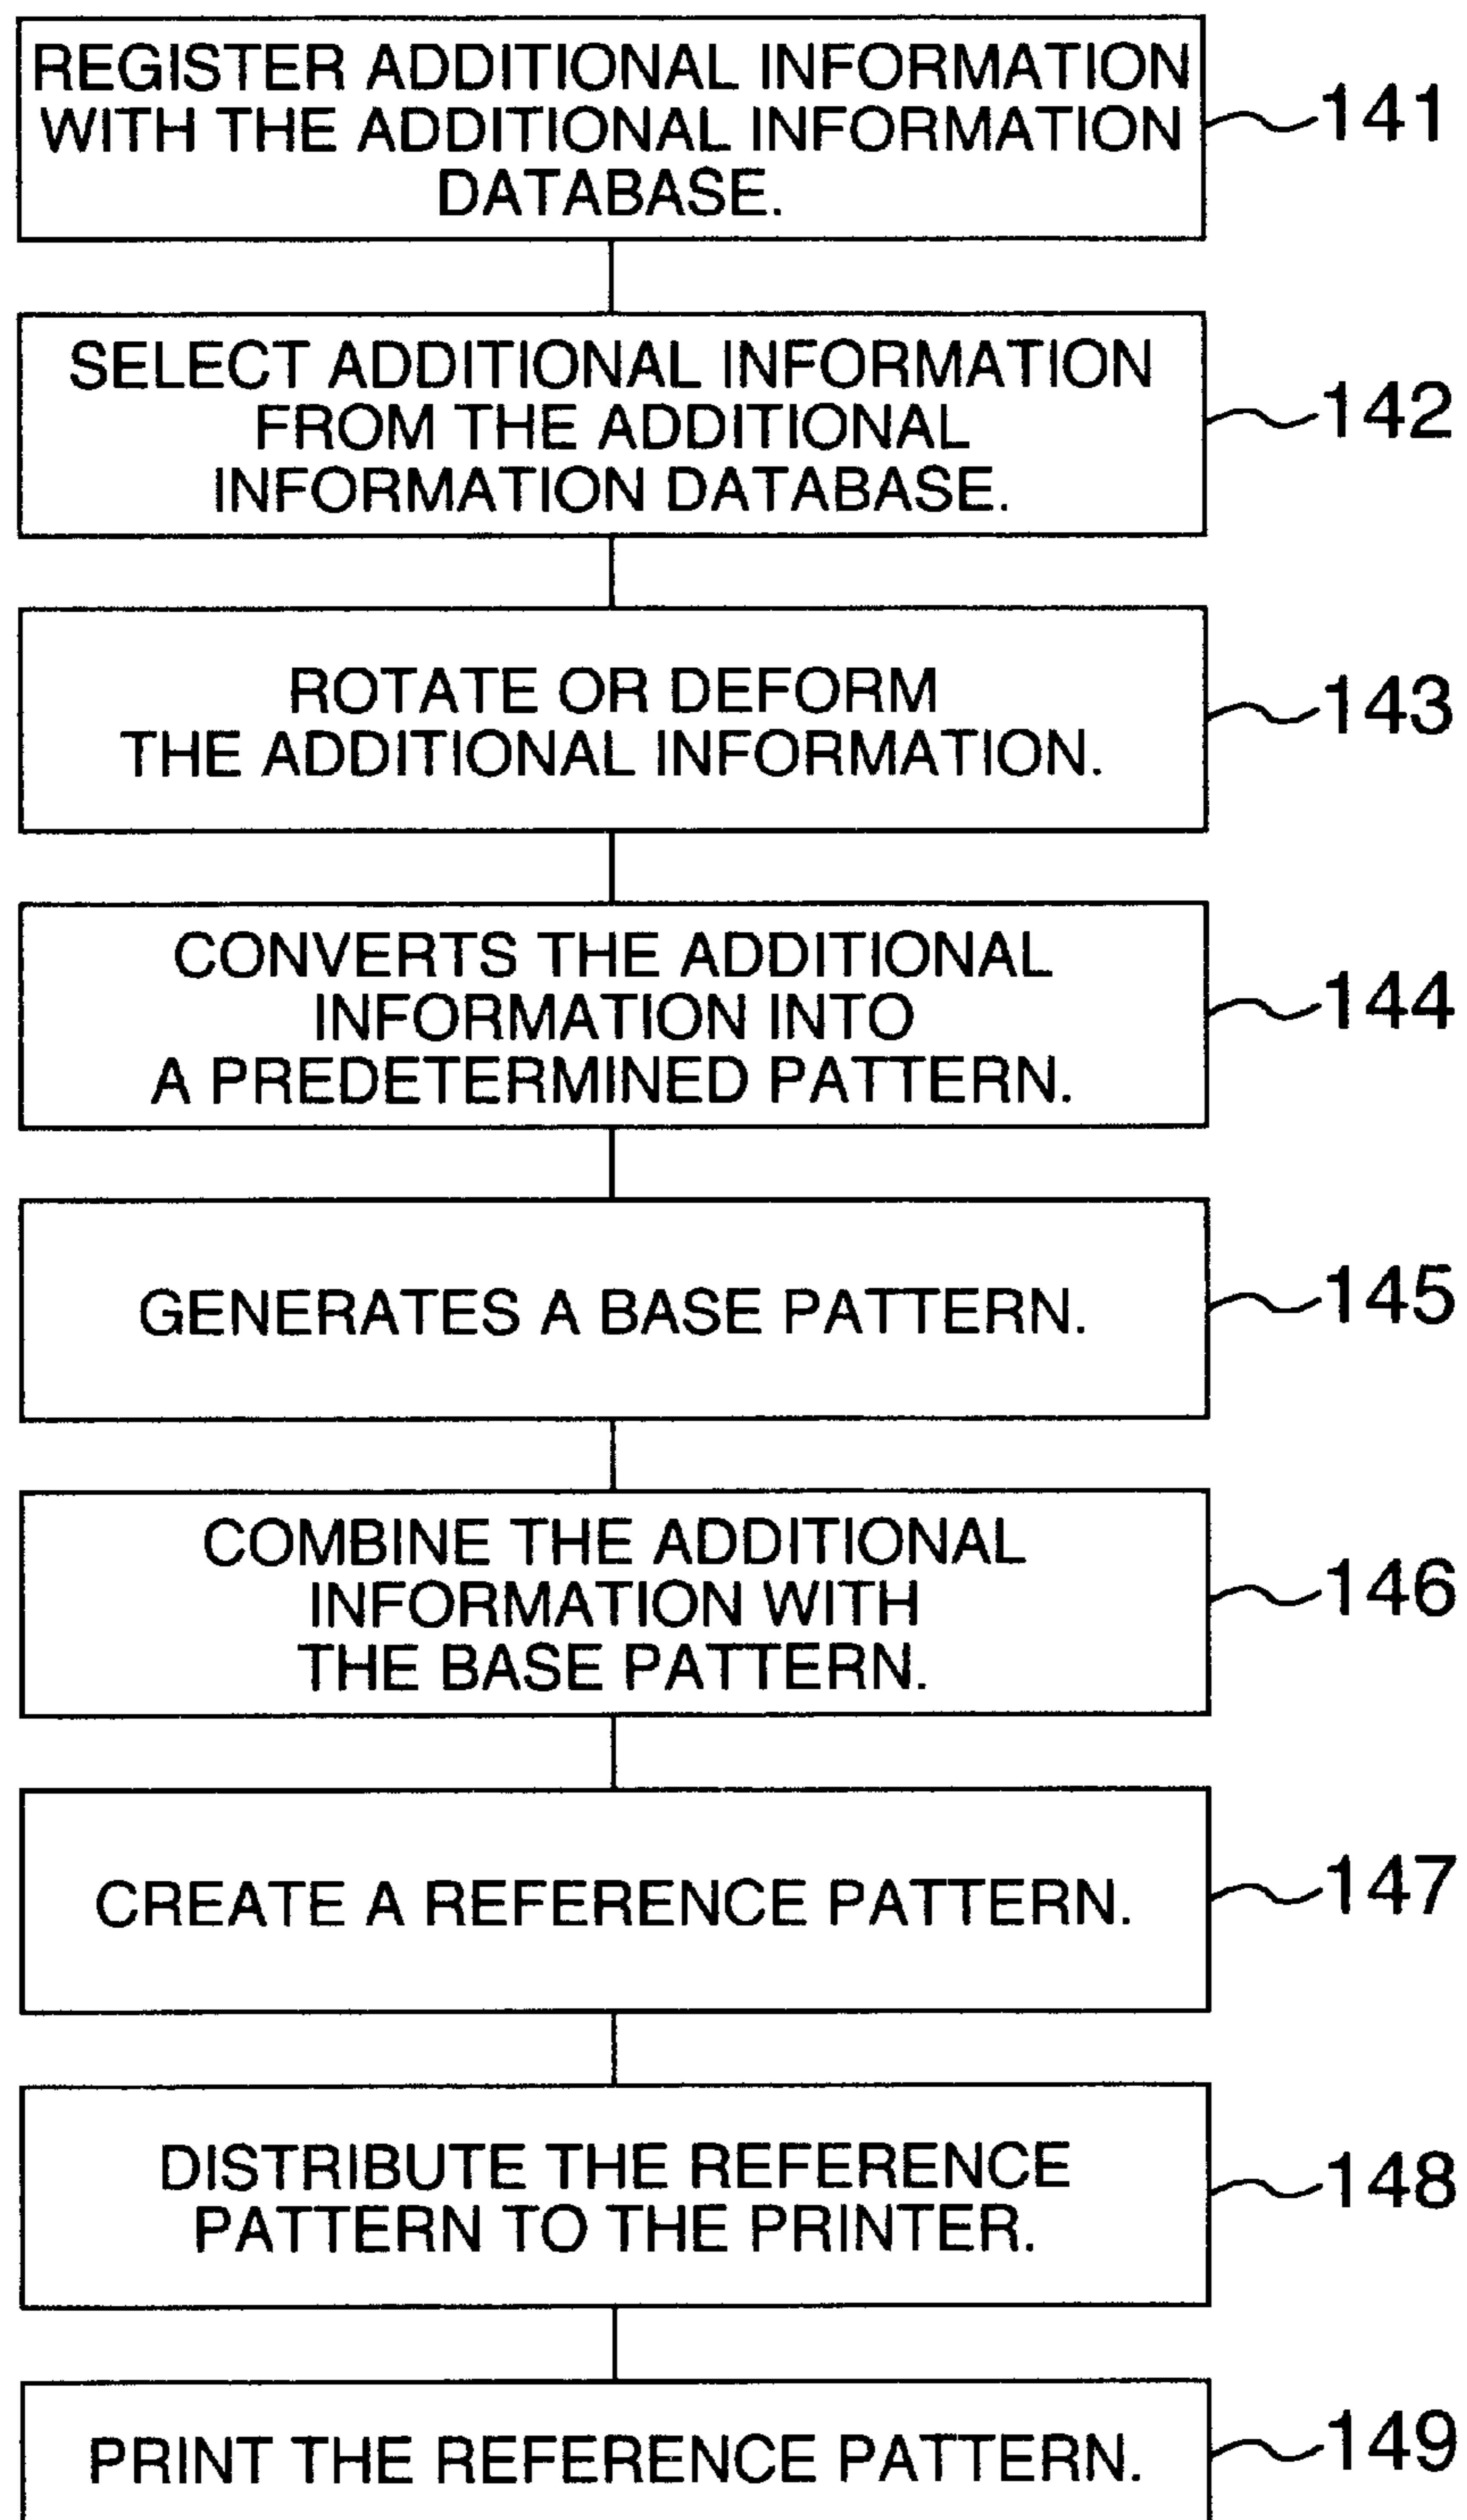 REGISTER ADDITIONAL INFORMATION
WITH THE ADDITIONAL INFORMATION
DATABASE.
141
SELECT ADDITIONAL INFORMATION
FROM THE ADDITIONAL
INFORMATION DATABASE.
142
ROTATE OR DEFORM
THE ADDITIONAL INFORMATION.
143
CONVERTS THE ADDITIONAL
INFORMATION INTO
A PREDETERMINED PATTERN.
144
GENERATES A BASE PATTERN.
145
COMBINE THE ADDITIONAL
INFORMATION WITH
THE BASE PATTERN.
146
CREATE A REFERENCE PATTERN.
147
DISTRIBUTE THE REFERENCE
PATTERN TO THE PRINTER.
148
PRINT THE REFERENCE PATTERN.
149